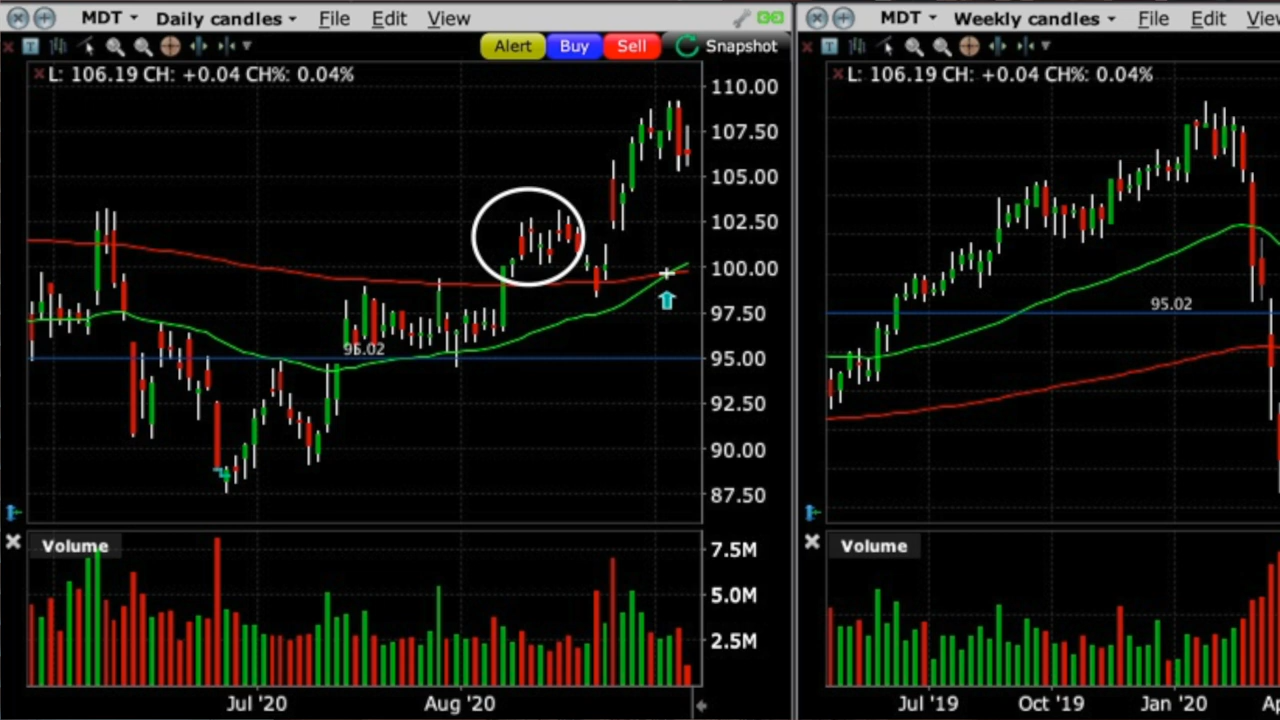 MDT Daily candles File Edit View
Alert Buy Sell Snapshot
L: 106.19 CH: +0.04 CH%: 0.04%
110.00
107.50
105.00
102.50
100.00
97.50
95.00
92.50
90.00
87.50
95.02
Volume
7.5M
5.0M
2.5M
Jul '20 Aug '20
MDT Weekly candles File Edit
L: 106.19 CH: +0.04 CH%: 0.04%
95.02
Volume
Jul '19 Oct '19 Jan '20